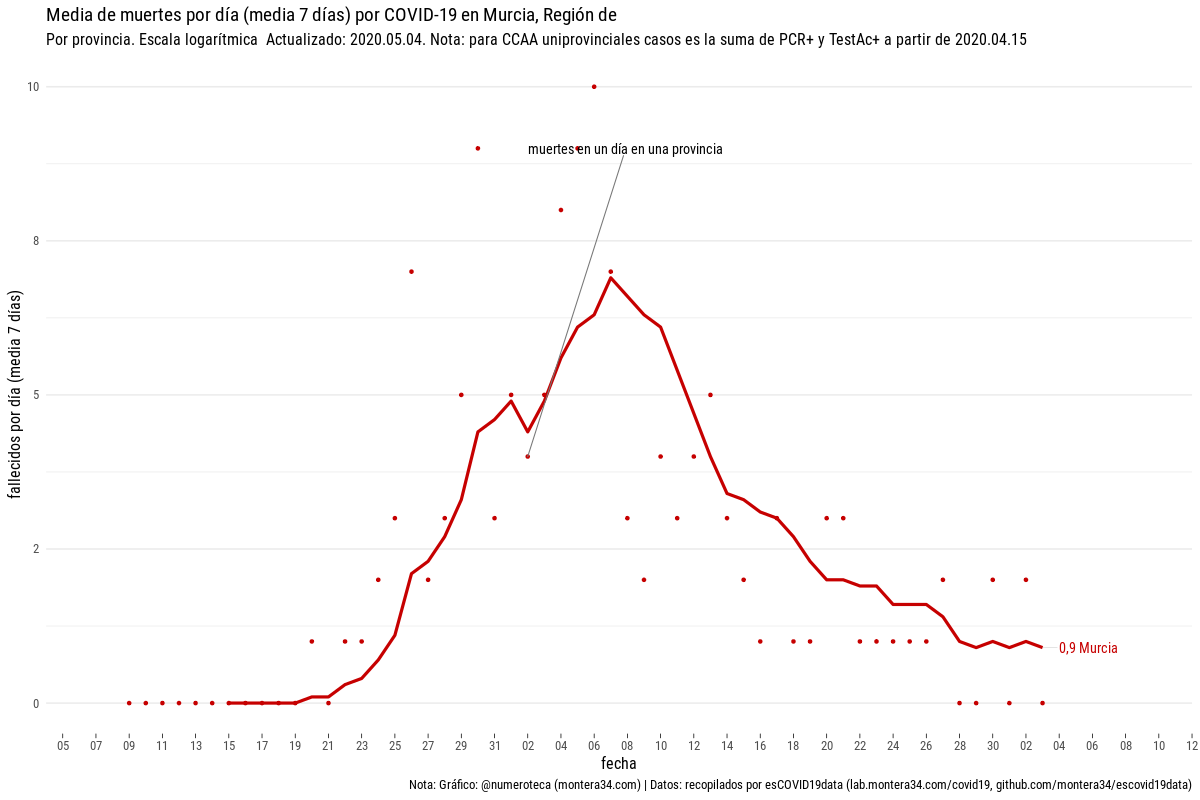 Media de muertes por día (media 7 días) por COVID-19 en Murcia, Región de
Por provincia. Escala logarítmica  Actualizado: 2020.05.04. Nota: para CCAA uniprovinciales casos es la suma de PCR+ y TestAc+ a partir de 2020.04.15
10
muertes en un día en una provincia
8
fallecidos por día (media 7 días)
5
2
0,9 Murcia
0
05 07 09 11 13 15 17 19 21 23 25 27 29 31 02 04 06 08 10 12 14 16 18 20 22 24 26 28 30 02 04 06 08 10 12
fecha
Nota: Gráfico: @numeroteca (montera34.com) | Datos: recopilados por esCOVID19data (lab.montera34.com/covid19, github.com/montera34/escovid19data)